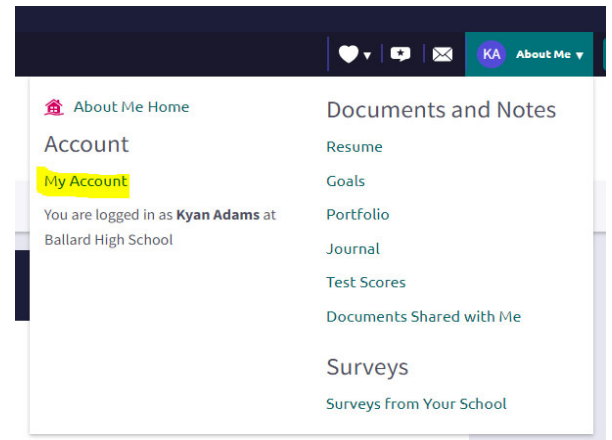 KA About Me
About Me Home
Account
My Account
You are logged in as Kyan Adams at
Ballard High School
Documents and Notes
Resume
Goals
Portfolio
Journal
Test Scores
Documents Shared with Me
Surveys
Surveys from Your School